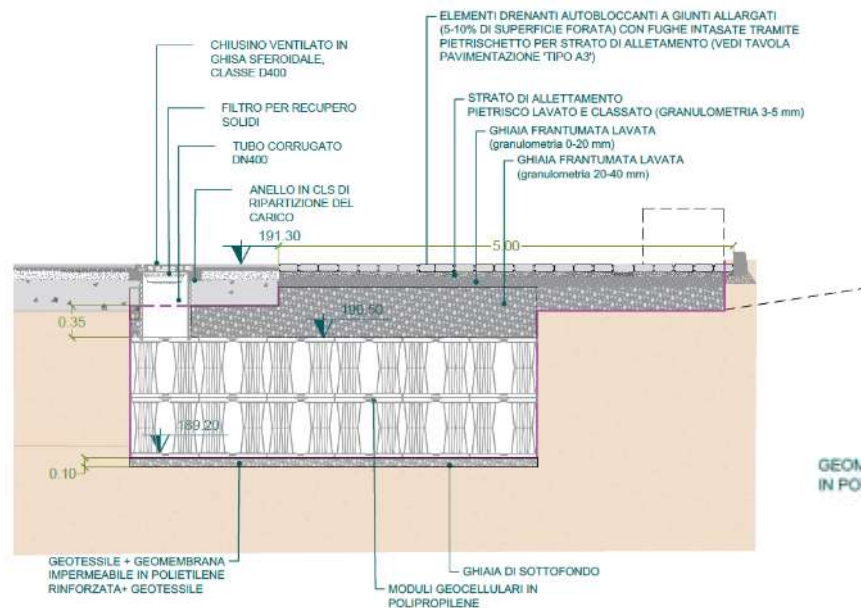 ELEMENTI DRENANTI AUTOBLOCCANTI A GIUNTI ALLARGATI
(5-10% DI SUPERFICIE FORATA) CON FUGHE INTASATE TRAMITE
PIETRISCHETTO PER STRATO DI ALLETAMENTO (VEDI TAVOLA
PAVIMENTAZIONE 'TIPO A3')
CHIUSINO VENTILATO IN
GHISA SFEROIDALE,
CLASSE D400
STRATO DI ALLETTAMENTO
PIETRISCO LAVATO E CLASSATO (GRANULOMETRIA 3-5 mm)
FILTRO PER RECUPERO
SOLIDI
GHIAIA FRANTUMATA LAVATA
(granulometria 0-20 mm)
TUBO CORRUGATO
DN400
GHIAIA FRANTUMATA LAVATA
(granulometria 20-40 mm)
ANELLO IN CLS DI
RIPARTIZIONE DEL
CARICO
191.30
5.00
0.35
190.50
189.20
0.10
GEOM
IN PO
GEOTESSILE + GEOMEMBRANA
IMPERMEABILE IN POLIETILENE
RINFORZATA+ GEOTESSILE
GHIAIA DI SOTTOFONDO
MODULI GEOCELLULARI IN
POLIPROPILENE